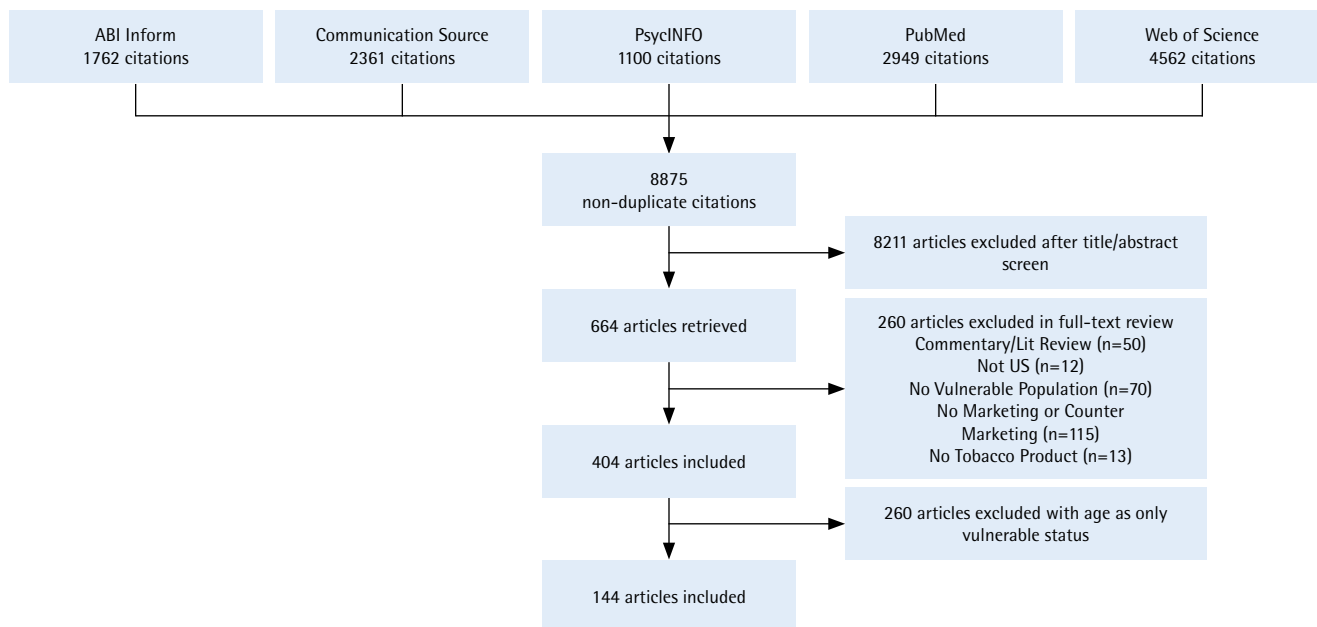 ABI Inform
1762 citations
Communication Source
2361 citations
PsycINFO
1100 citations
PubMed
2949 citations
Web of Science
4562 citations
8875
non-duplicate citations
8211 articles excluded after title/abstract
screen
664 articles retrieved
260 articles excluded in full-text review
Commentary/Lit Review (n=50)
Not US (n=12)
No Vulnerable Population (n=70)
No Marketing or Counter
Marketing (n=115)
No Tobacco Product (n=13)
404 articles included
260 articles excluded with age as only
vulnerable status
144 articles included